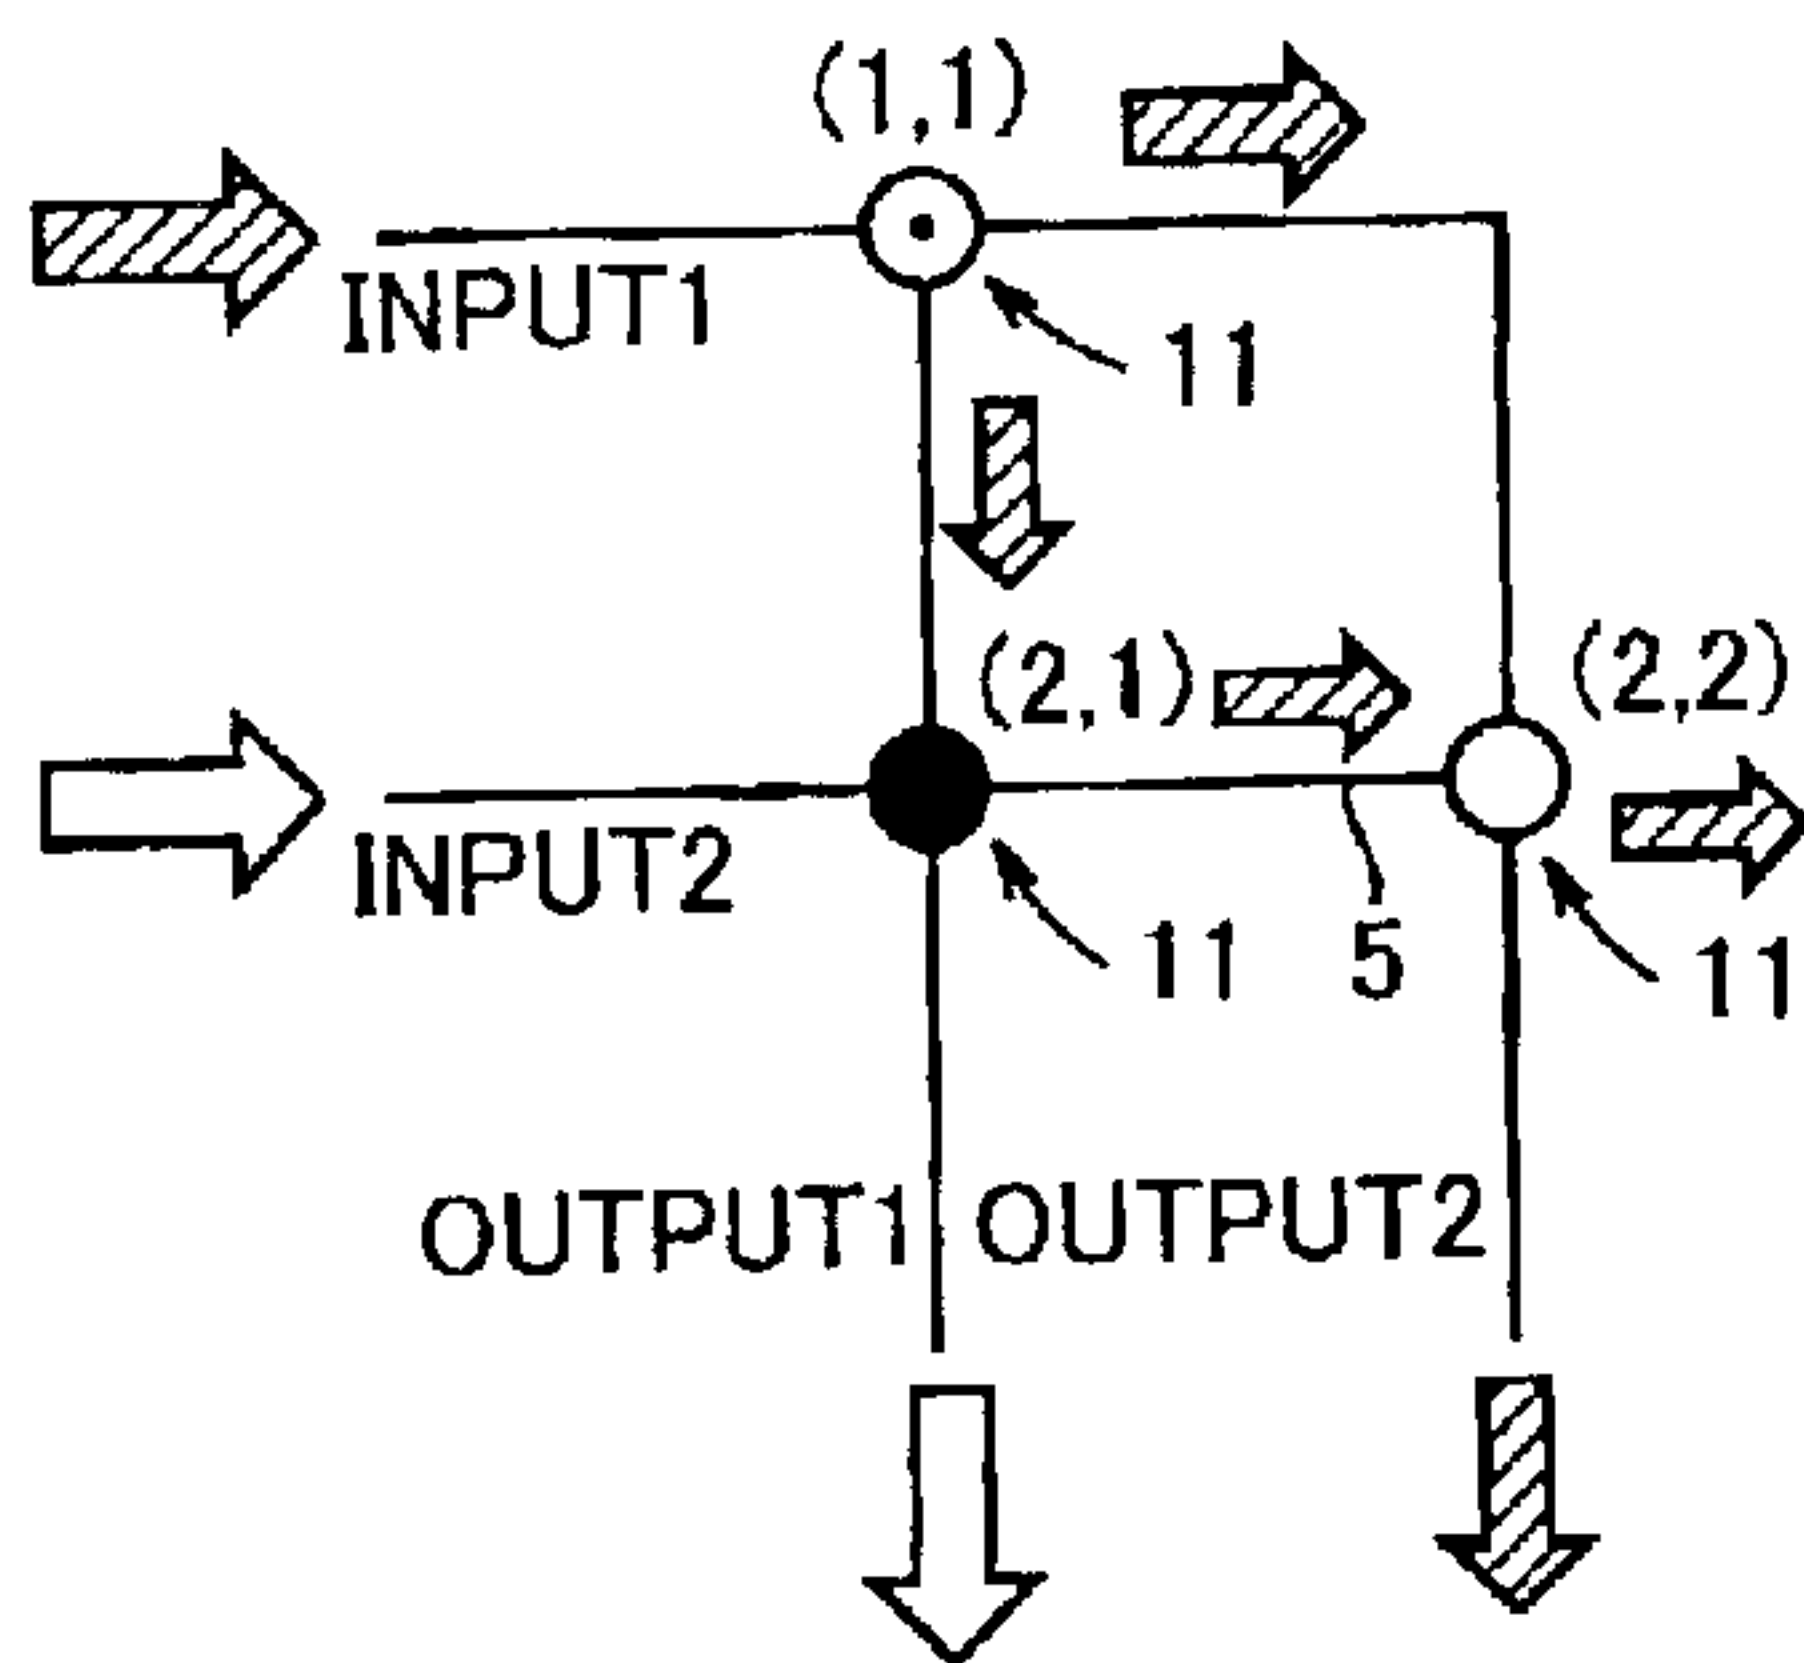 (1,1)
INPUT1
11
(2,1)
(2,2)
INPUT2
11
5
11
OUTPUT1
OUTPUT2